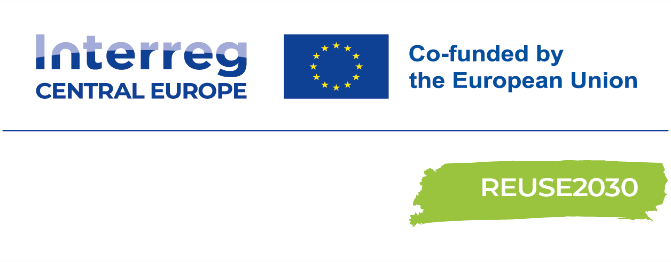 Interreg
CENTRAL EUROPE
Co-funded by
the European Union
REUSE2030